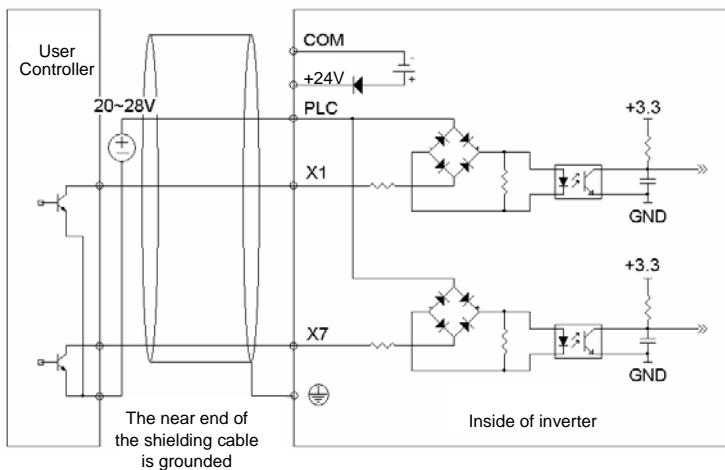 User
Controller
20~28V
COM
+24V
-
+
PLC
X1
+3.3
GND
+3.3
X7
GND
The near end of
the shielding cable
is grounded
Inside of inverter